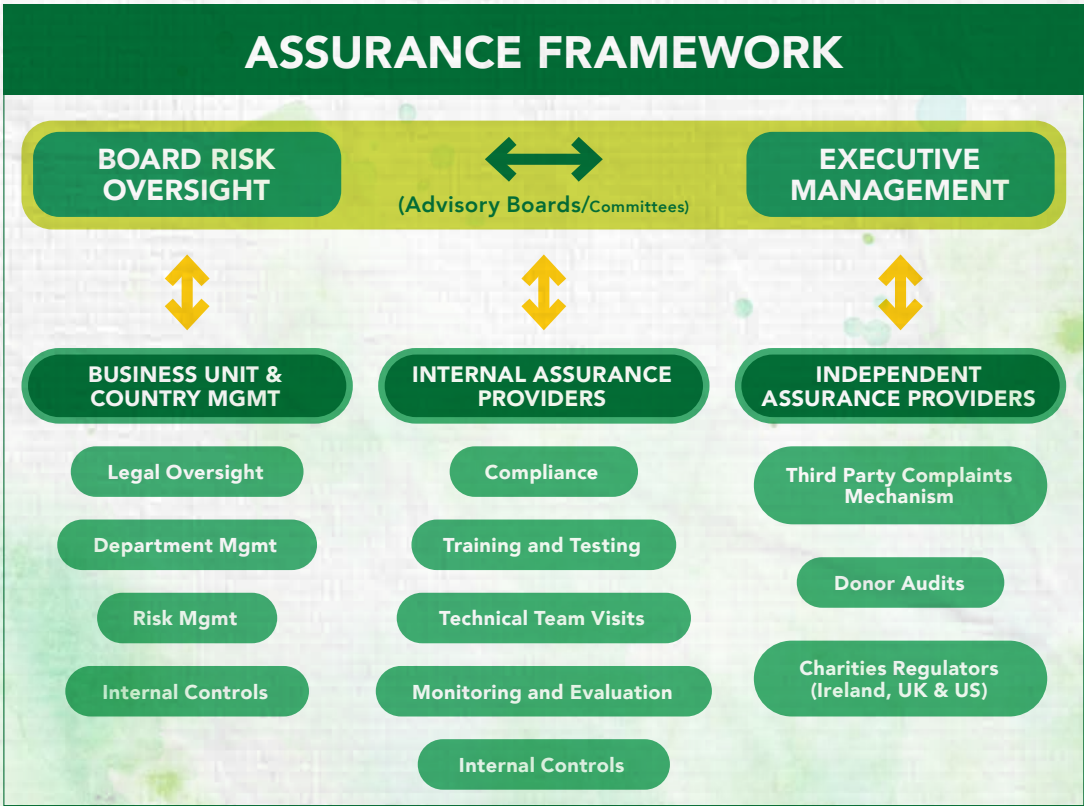 ASSURANCE FRAMEWORK
BOARD RISK
OVERSIGHT
(Advisory Boards/Committees)
EXECUTIVE
MANAGEMENT
BUSINESS UNIT &
COUNTRY MGMT
Legal Oversight
Department Mgmt
Risk Mgmt
Internal Controls
INTERNAL ASSURANCE
PROVIDERS
Compliance
Training and Testing
Technical Team Visits
Monitoring and Evaluation
Internal Controls
INDEPENDENT
ASSURANCE PROVIDERS
Third Party Complaints
Mechanism
Donor Audits
Charities Regulators
(Ireland, UK & US)